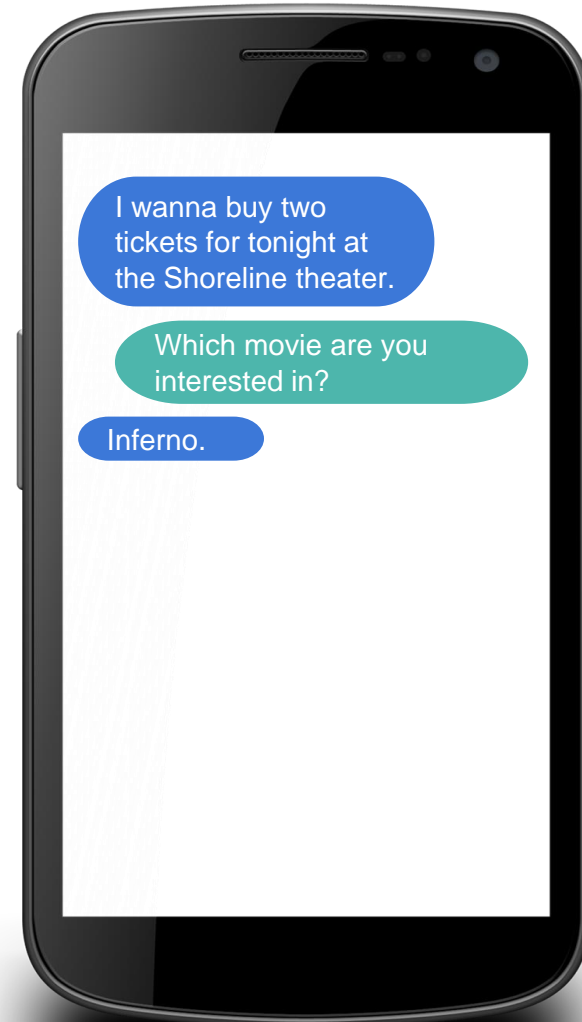 I wanna buy two
tickets for tonight at
the Shoreline theater.
Which movie are you
interested in?
Inferno.